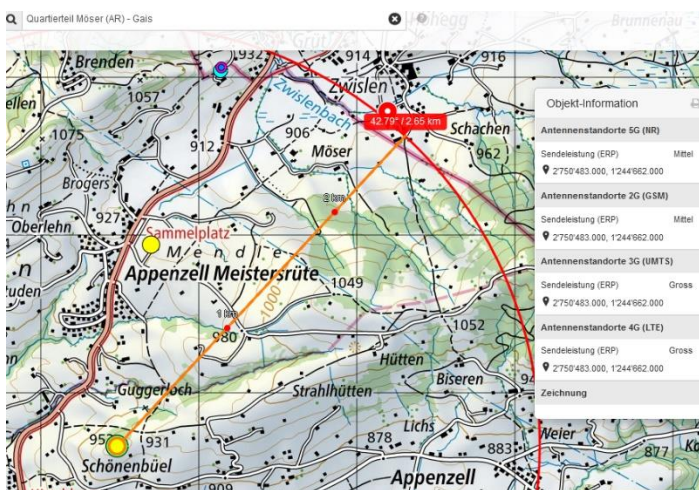 Quartierteil Möser (AR) - Gais
Brunnenau
932
Grüt
914
916
Brenden
1057
Zwislen
Zwislenbach
42.79° / 2.65 km
Schachen
1075
912
906
Möser
962
Brogers
2 km
927
Oberlehn
Sammelplatz
Mendle
Appenzell Meistersrüte
1049
1000
1 km
980
1052
Hütten
Guggerloch
Strahlhütten
Biseren
931
Lichs
878
883
Weier
877
Schönenbüel
909
Appenzell
Objekt-Information
Antennenstandorte 5G (NR)
Sendeleistung (ERP) Mittel
2'750'483.000, 1'244'662.000
Antennenstandorte 2G (GSM)
Sendeleistung (ERP) Mittel
2'750'483.000, 1'244'662.000
Antennenstandorte 3G (UMTS)
Sendeleistung (ERP) Gross
2'750'483.000, 1'244'662.000
Antennenstandorte 4G (LTE)
Sendeleistung (ERP) Gross
2'750'483.000, 1'244'662.000
Zeichnung